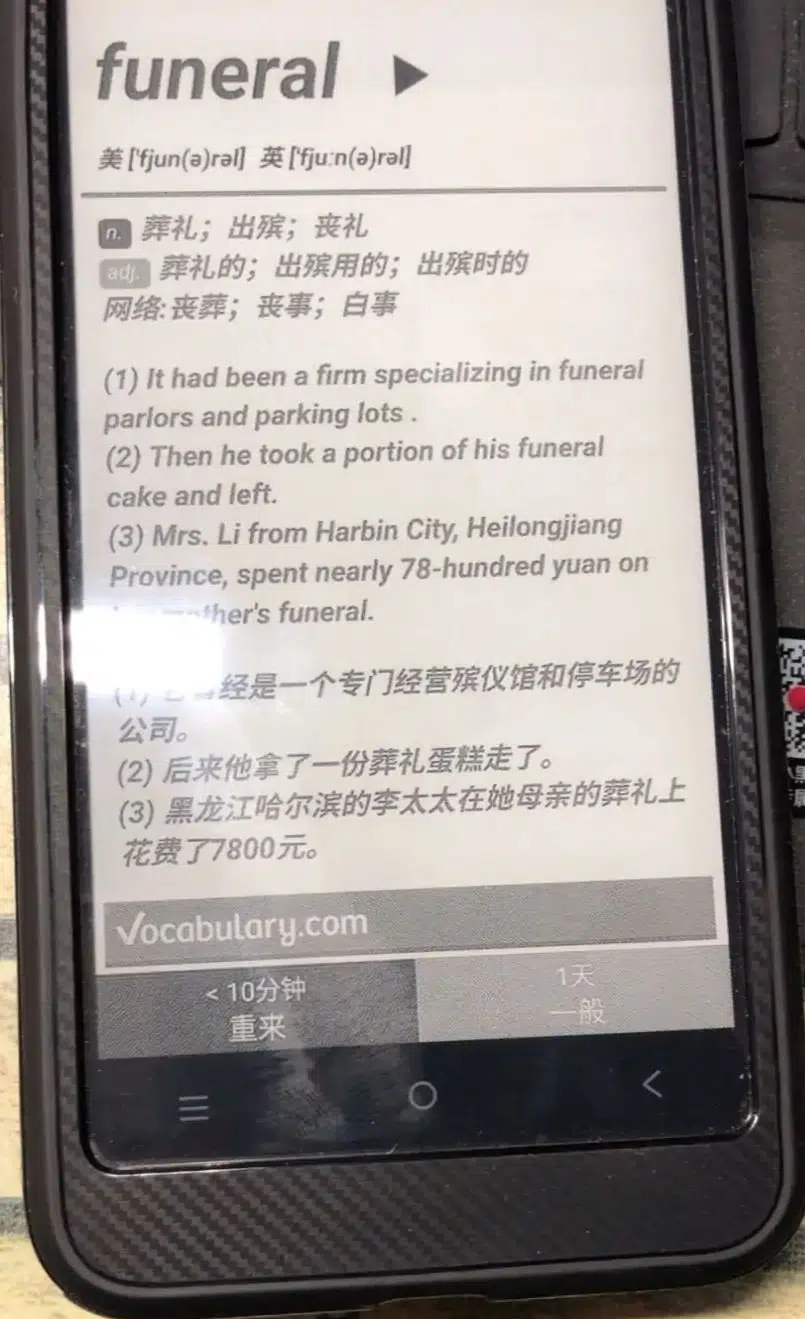 funeral
美 ['fjun(ə)rəl] 英 ['fju:n(ə)rəl]
n. 葬礼；出殡；丧礼
adj. 葬礼的；出殡用的；出殡时的
网络:丧葬；丧事；白事
(1) It had been a firm specializing in funeral
parlors and parking lots .
(2) Then he took a portion of his funeral
cake and left.
(3) Mrs. Li from Harbin City, Heilongjiang
Province, spent nearly 78-hundred yuan on
funeral.
(1) 经是一个专门经营殡仪馆和停车场的
公司。
(2) 后来他拿了一份葬礼蛋糕走了。
(3) 黑龙江哈尔滨的李太太在她母亲的葬礼上
花费了7800元。
Vocabulary.com
< 10分钟
重来
1天
一般